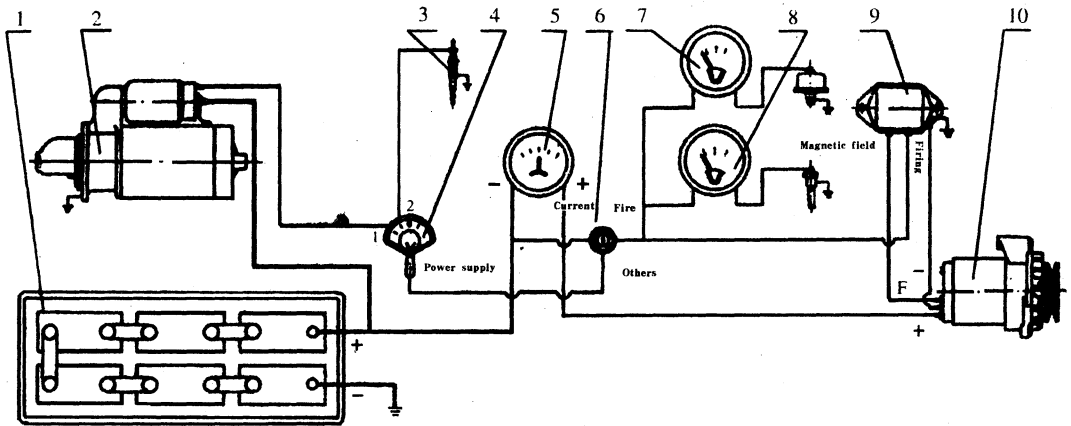 1 2 3 4 5 6 7 8 9 10
Magnetic field
Firing
- +
2
Current Fire
1
Power supply
Others
-
F
+
+
-